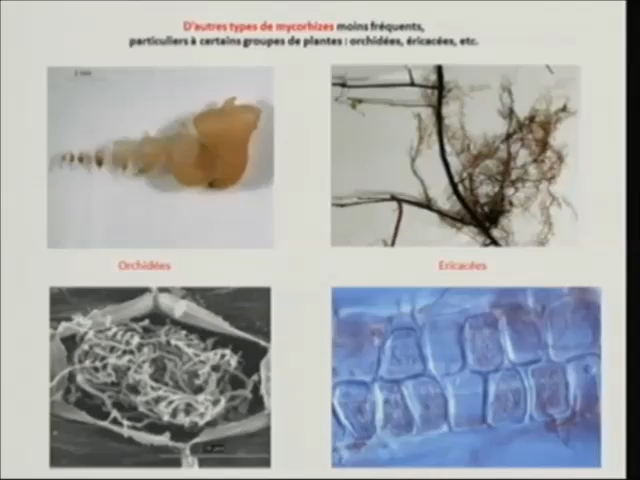 D'autres types de mycorhizes moins fréquents,
particuliers à certains groupes de plantes : orchidées, éricacées, etc.
Orchidées
Ericacées